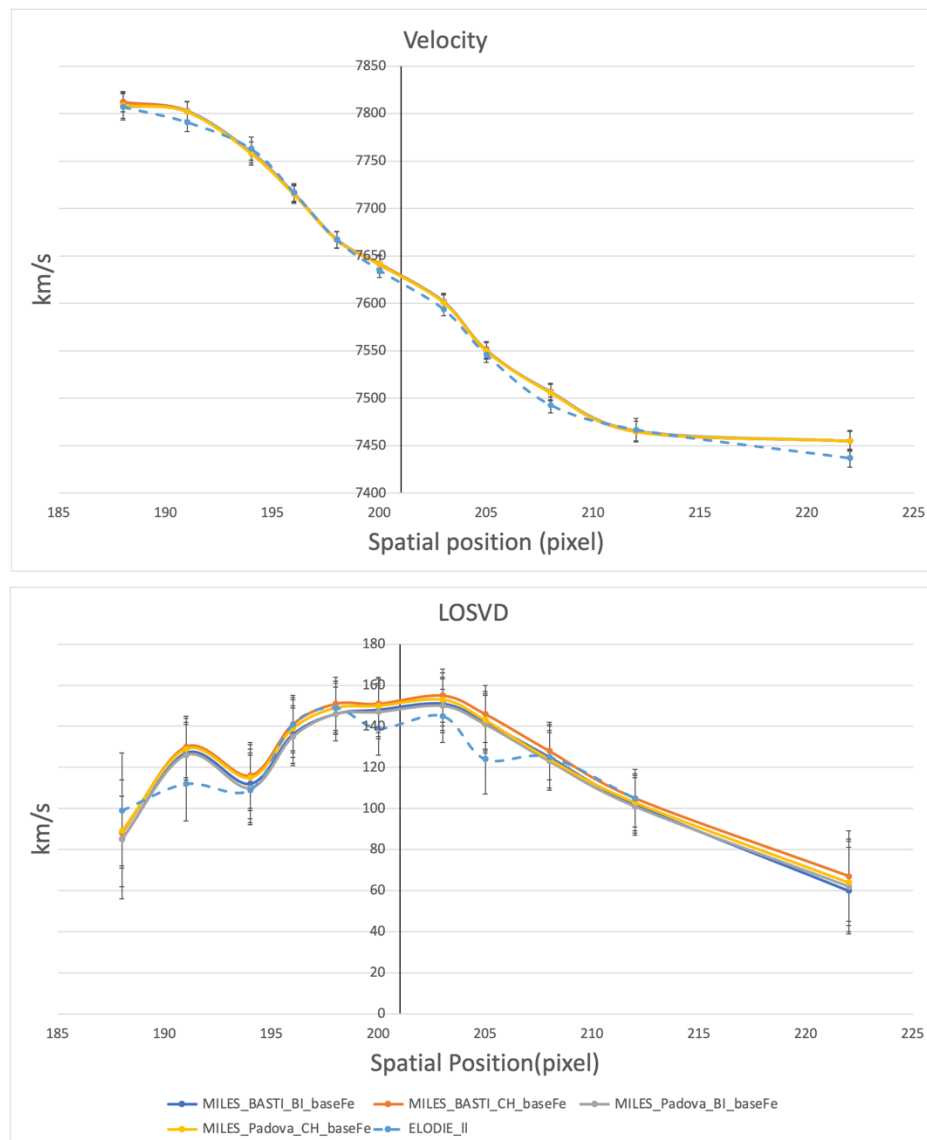 Velocity
7850
7800
7750
7700
7650
7600
7550
7500
7450
7400
km/s
185 190 195 200 205 210 215 220 225
Spatial position (pixel)
LOSVD
180
160
140
120
100
80
60
40
20
0
km/s
185 190 195 200 205 210 215 220 225
Spatial Position(pixel)
MILES_BASTI_BI_baseFe MILES_BASTI_CH_baseFe MILES_Padova_BI_baseFe
MILES_Padova_CH_baseFe ELODIE_ll